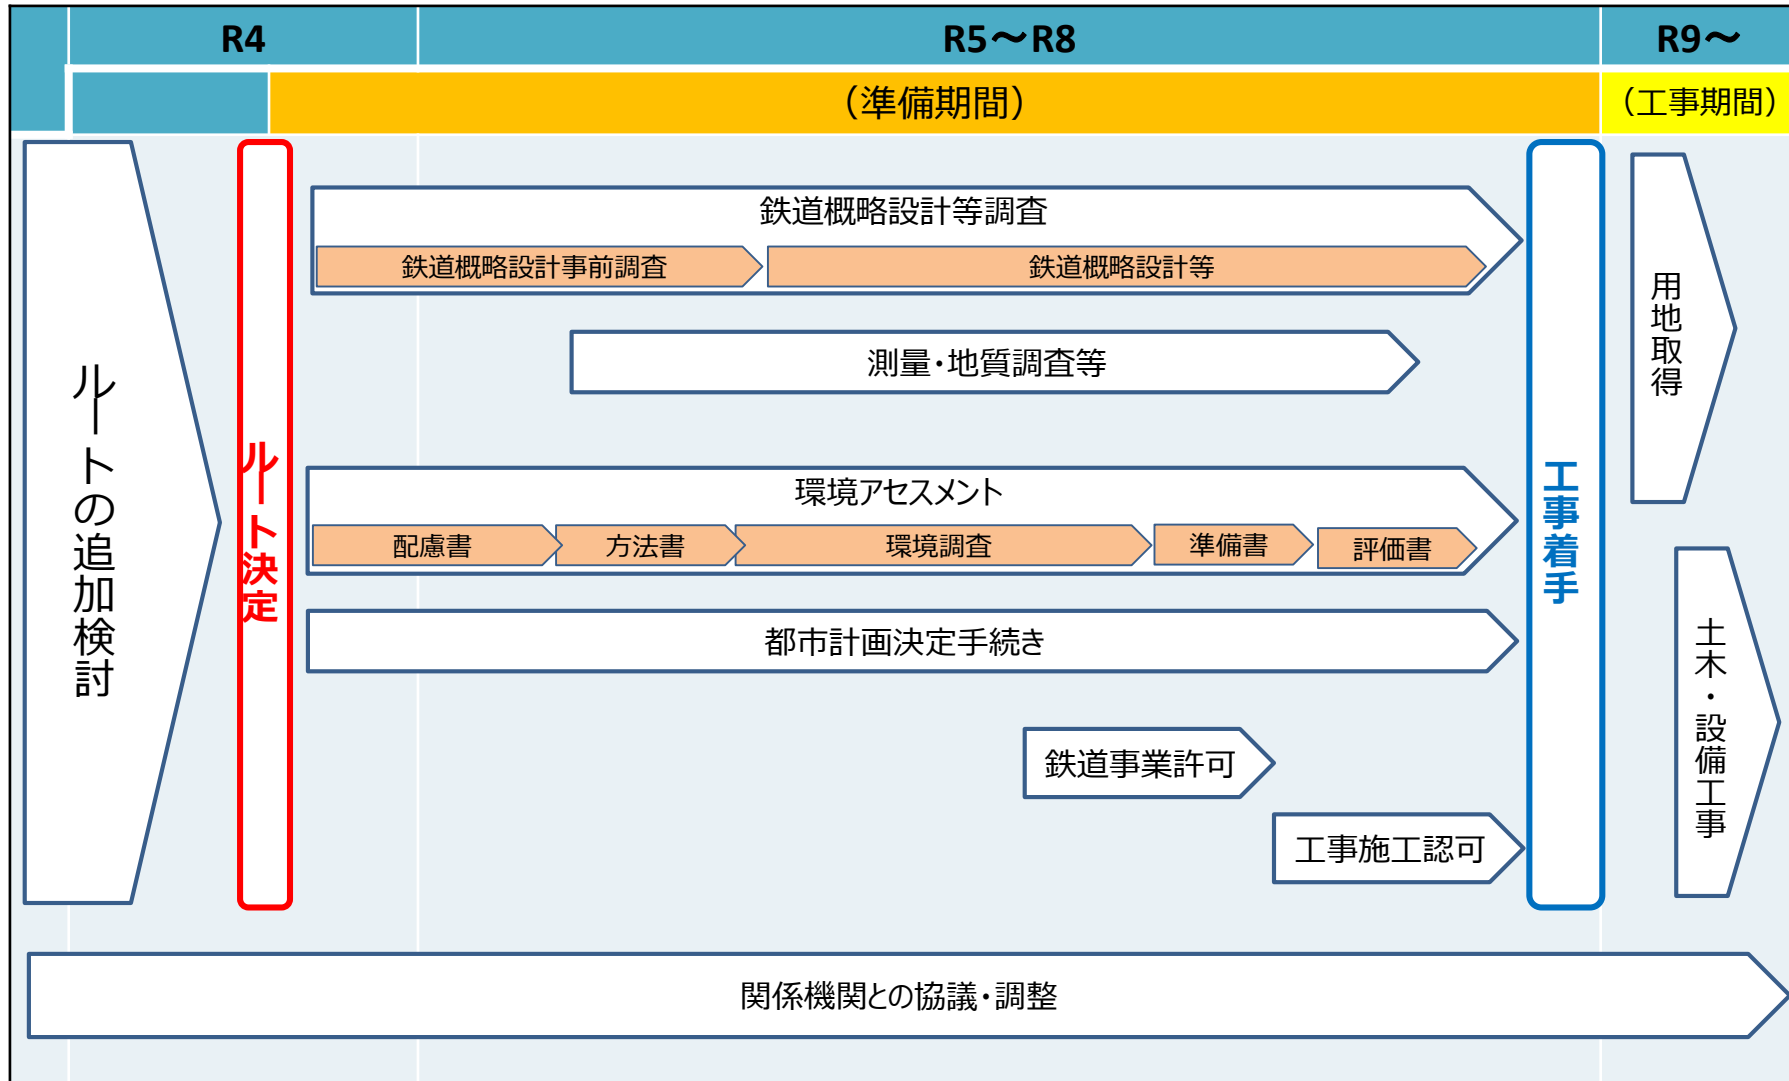 R4
R5～R8
R9～
（準備期間）
（工事期間）
ルートの追加検討
ルート決定
鉄道概略設計等調査
鉄道概略設計事前調査
鉄道概略設計等
測量・地質調査等
環境アセスメント
配慮書
方法書
環境調査
準備書
評価書
都市計画決定手続き
鉄道事業許可
工事施工認可
工事着手
用地取得
土木・設備工事
関係機関との協議・調整